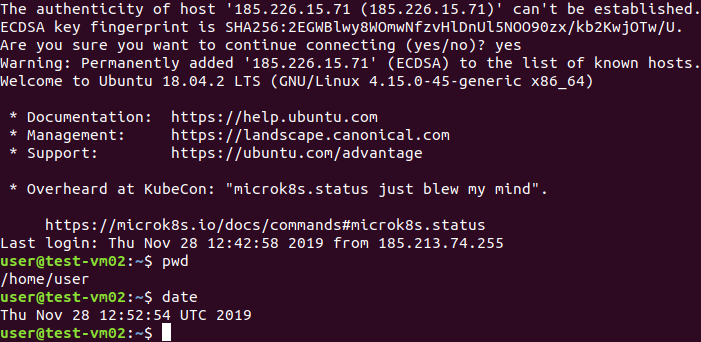 The authenticity of host '185.226.15.71 (185.226.15.71)' can't be established.
ECDSA key fingerprint is SHA256:2EGWBlwy8WOmwNfzvHlDnUl5NOO90zx/kb2KwjOTw/U.
Are you sure you want to continue connecting (yes/no)? yes
Warning: Permanently added '185.226.15.71' (ECDSA) to the list of known hosts.
Welcome to Ubuntu 18.04.2 LTS (GNU/Linux 4.15.0-45-generic x86_64)
* Documentation:  https://help.ubuntu.com
* Management:     https://landscape.canonical.com
* Support:        https://ubuntu.com/advantage
* Overheard at KubeCon: "microk8s.status just blew my mind".
https://microk8s.io/docs/commands#microk8s.status
Last login: Thu Nov 28 12:42:58 2019 from 185.213.74.255
user@test-vm02:~$ pwd
/home/user
user@test-vm02:~$ date
Thu Nov 28 12:52:54 UTC 2019
user@test-vm02:~$